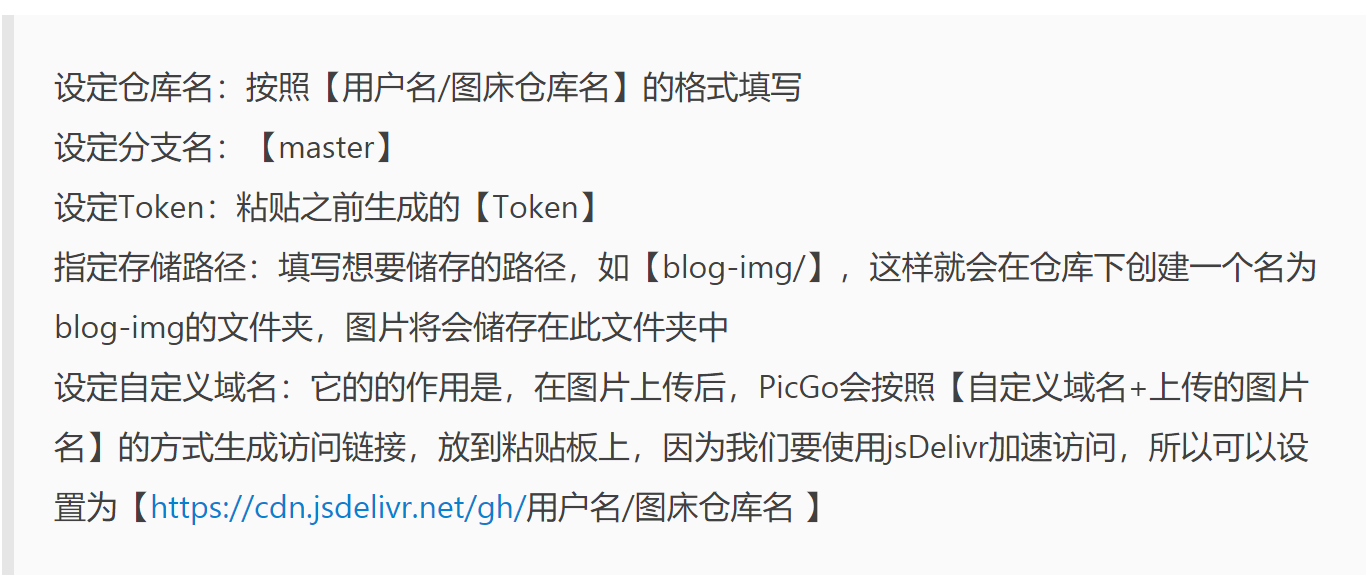 设定仓库名：按照【用户名/图床仓库名】的格式填写
设定分支名：【master】
设定Token：粘贴之前生成的【Token】
指定存储路径：填写想要储存的路径，如【blog-img/】，这样就会在仓库下创建一个名为
blog-img的文件夹，图片将会储存在此文件夹中
设定自定义域名：它的的作用是，在图片上传后，PicGo会按照【自定义域名+上传的图片
名】的方式生成访问链接，放到粘贴板上，因为我们要使用jsDelivr加速访问，所以可以设
置为【https://cdn.jsdelivr.net/gh/用户名/图床仓库名 】